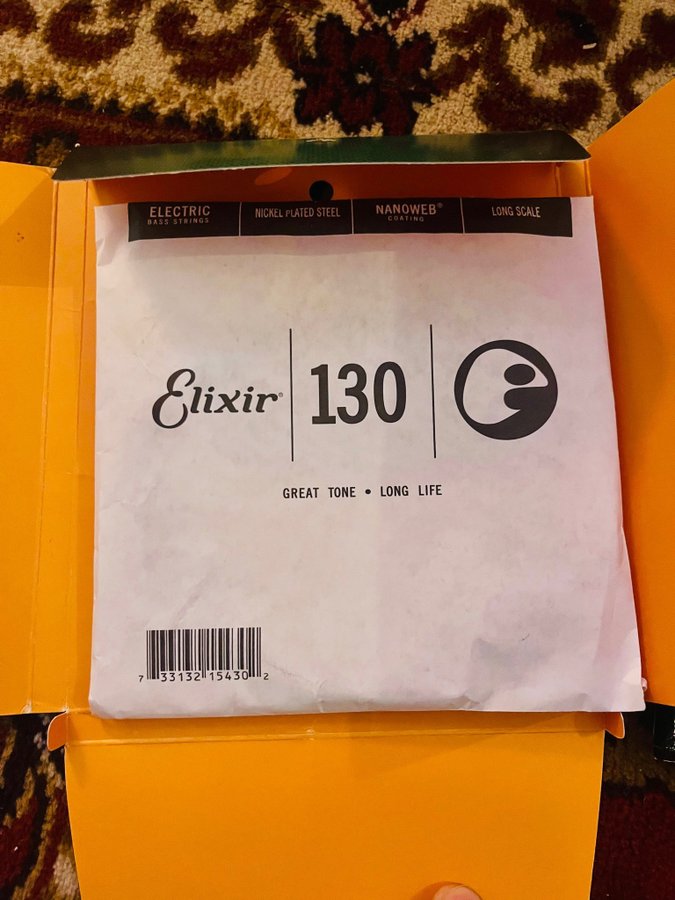 ELECTRIC
BASS STRINGS
NICKEL PLATED STEEL
NANOWEB®
COATING
LONG SCALE
Elixir®
130
GREAT TONE • LONG LIFE
7 33132 15430 2